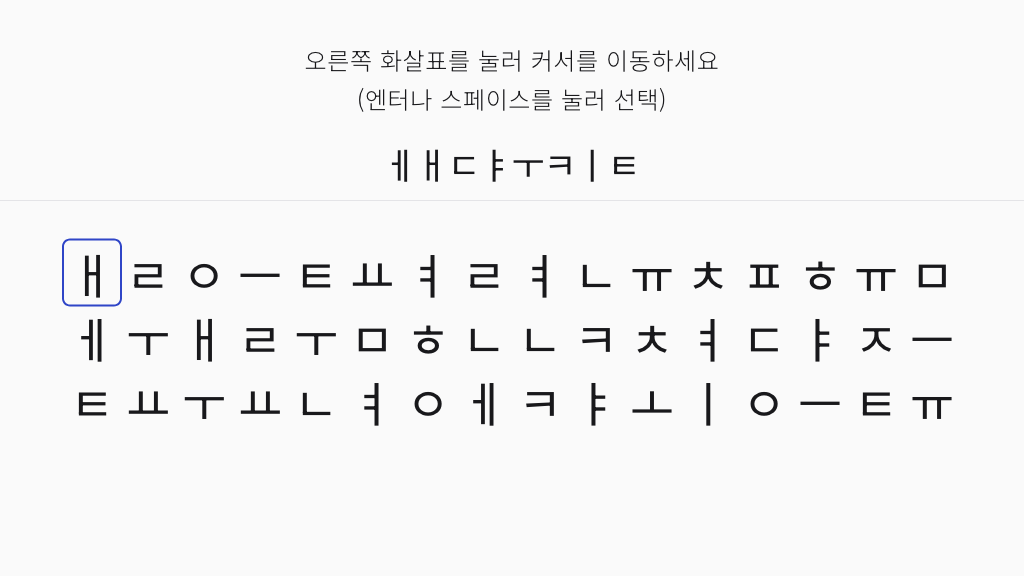 오른쪽 화살표를 눌러 커서를 이동하세요
(엔터나 스페이스를 눌러 선택)
ㅔㅐㄷㅑㅜㅋㅣㅌ
ㅐㄹㅇㅡㅌㅛㅕㄹㅕㄴㅠㅊㅍㅎㅠㅁ
ㅔㅜㅐㄹㅜㅁㅎㄴㄴㅋㅊㅕㄷㅑㅈㅡ
ㅌㅛㅜㅛㄴㅕㅇㅔㅋㅑㅗㅣㅇㅡㅌㅠ